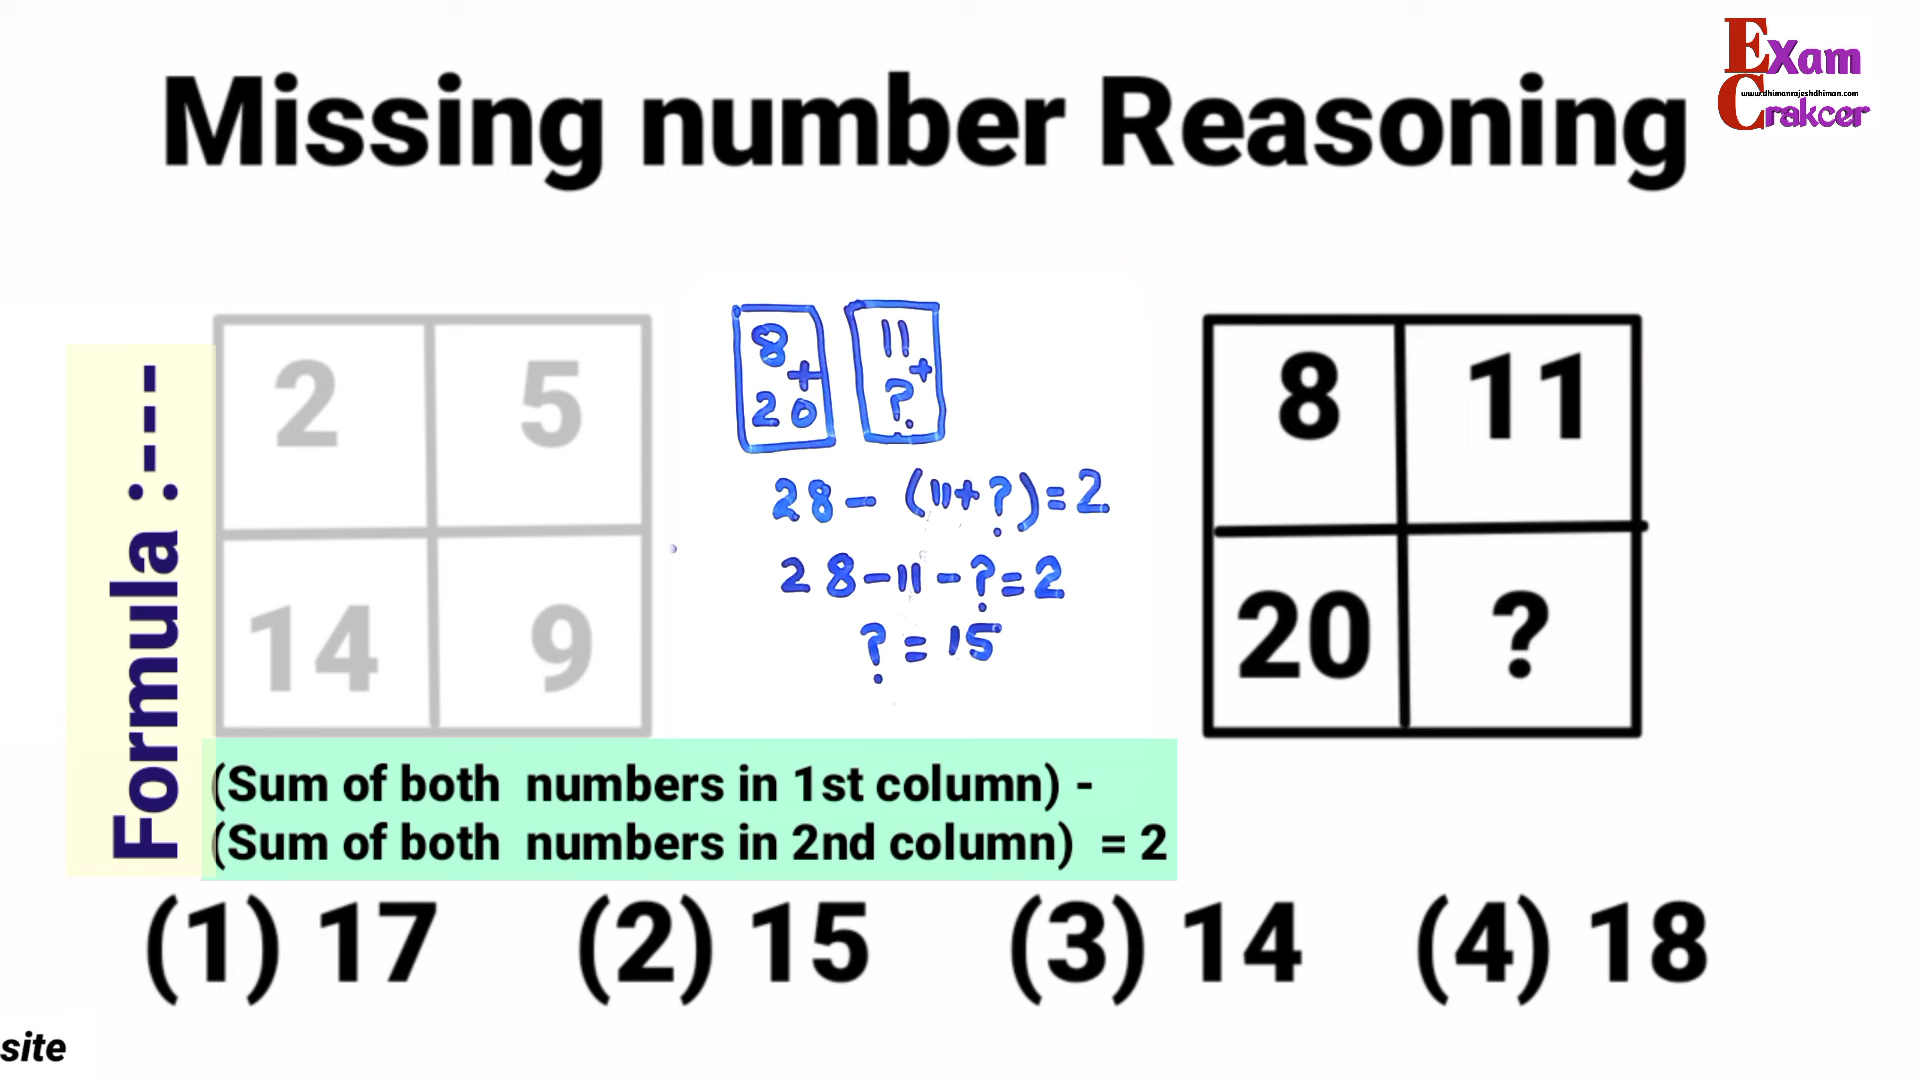 Exam
www.dhimanrajeshdhiman.com
Crakcer
Missing number Reasoning
Formula :---
2 5
14 9
8 11
+ +
20 ?
28 - (11+?) = 2
28-11-?=2
? = 15
8 11
20 ?
(Sum of both numbers in 1st column) -
(Sum of both numbers in 2nd column) = 2
(1) 17 (2) 15 (3) 14 (4) 18
site